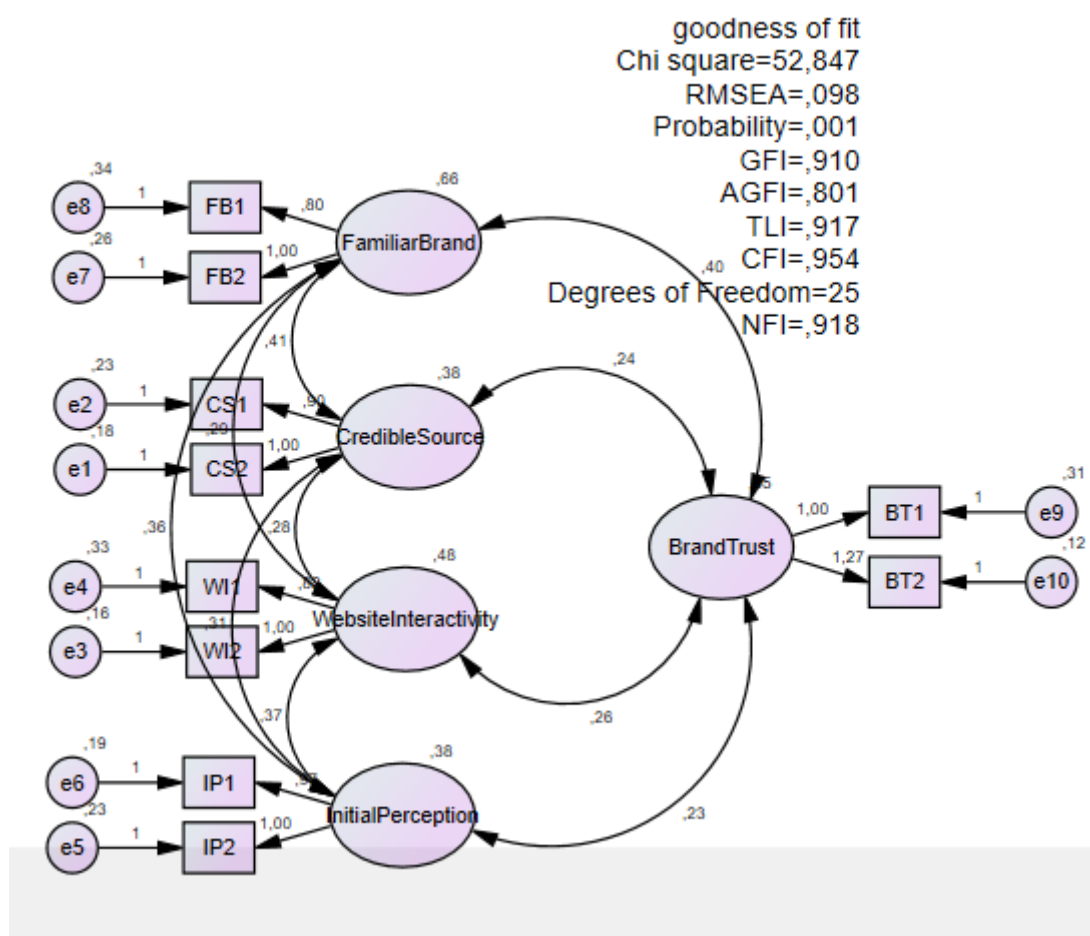 goodness of fit
Chi square=52,847
RMSEA=,098
Probability=,001
GFI=,910
AGFI=,801
TLI=,917
CFI=,954
Degrees of Freedom=25
NFI=,918
,34
e8
1
FB1
,80
,66
FamiliarBrand
,26
e7
1
FB2
1,00
,40
,41
,23
e2
1
CS1
,90
,38
CredibleSource
,24
,18
e1
1
CS2
1,00
,29
,36
,28
,33
e4
1
WI1
,48
WebsiteInteractivity
,16
e3
1
WI2
1,00
,31
,37
,26
,19
e6
1
IP1
,97
,38
InitialPerception
,23
e5
1
IP2
1,00
,23
BrandTrust
1,00
BT1
1
e9
,31
1,27
BT2
1
e10
,12